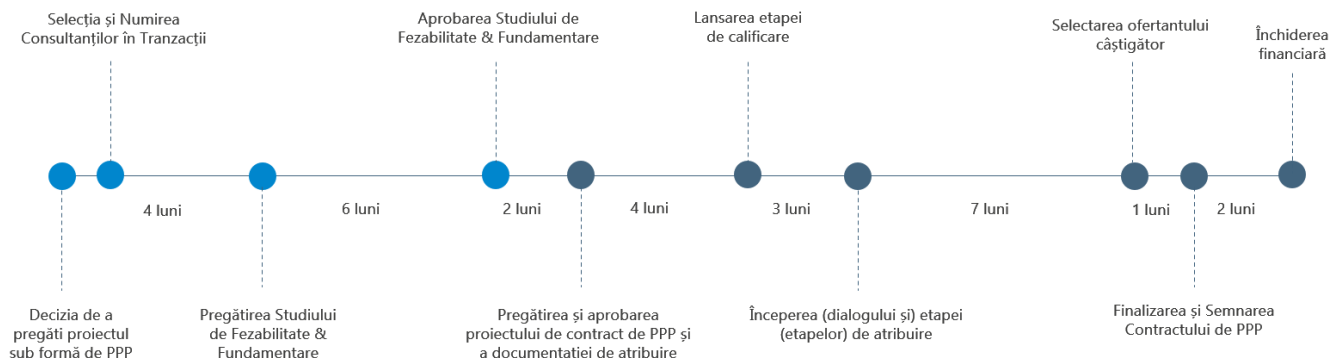 Selecția și Numirea
Consultanților în Tranzacții
Aprobarea Studiului de
Fezabilitate & Fundamentare
Lansarea etapei
de calificare
Selectarea ofertantului
câștigător
Închiderea
financiară
4 luni
6 luni
2 luni
4 luni
3 luni
7 luni
1 luni
2 luni
Decizia de a
pregăti proiectul
sub formă de PPP
Pregătirea Studiului
de Fezabilitate &
Fundamentare
Pregătirea și aprobarea
proiectului de contract de PPP și
a documentației de atribuire
Începerea (dialogului și) etapei
(etapelor) de atribuire
Finalizarea și Semnarea
Contractului de PPP